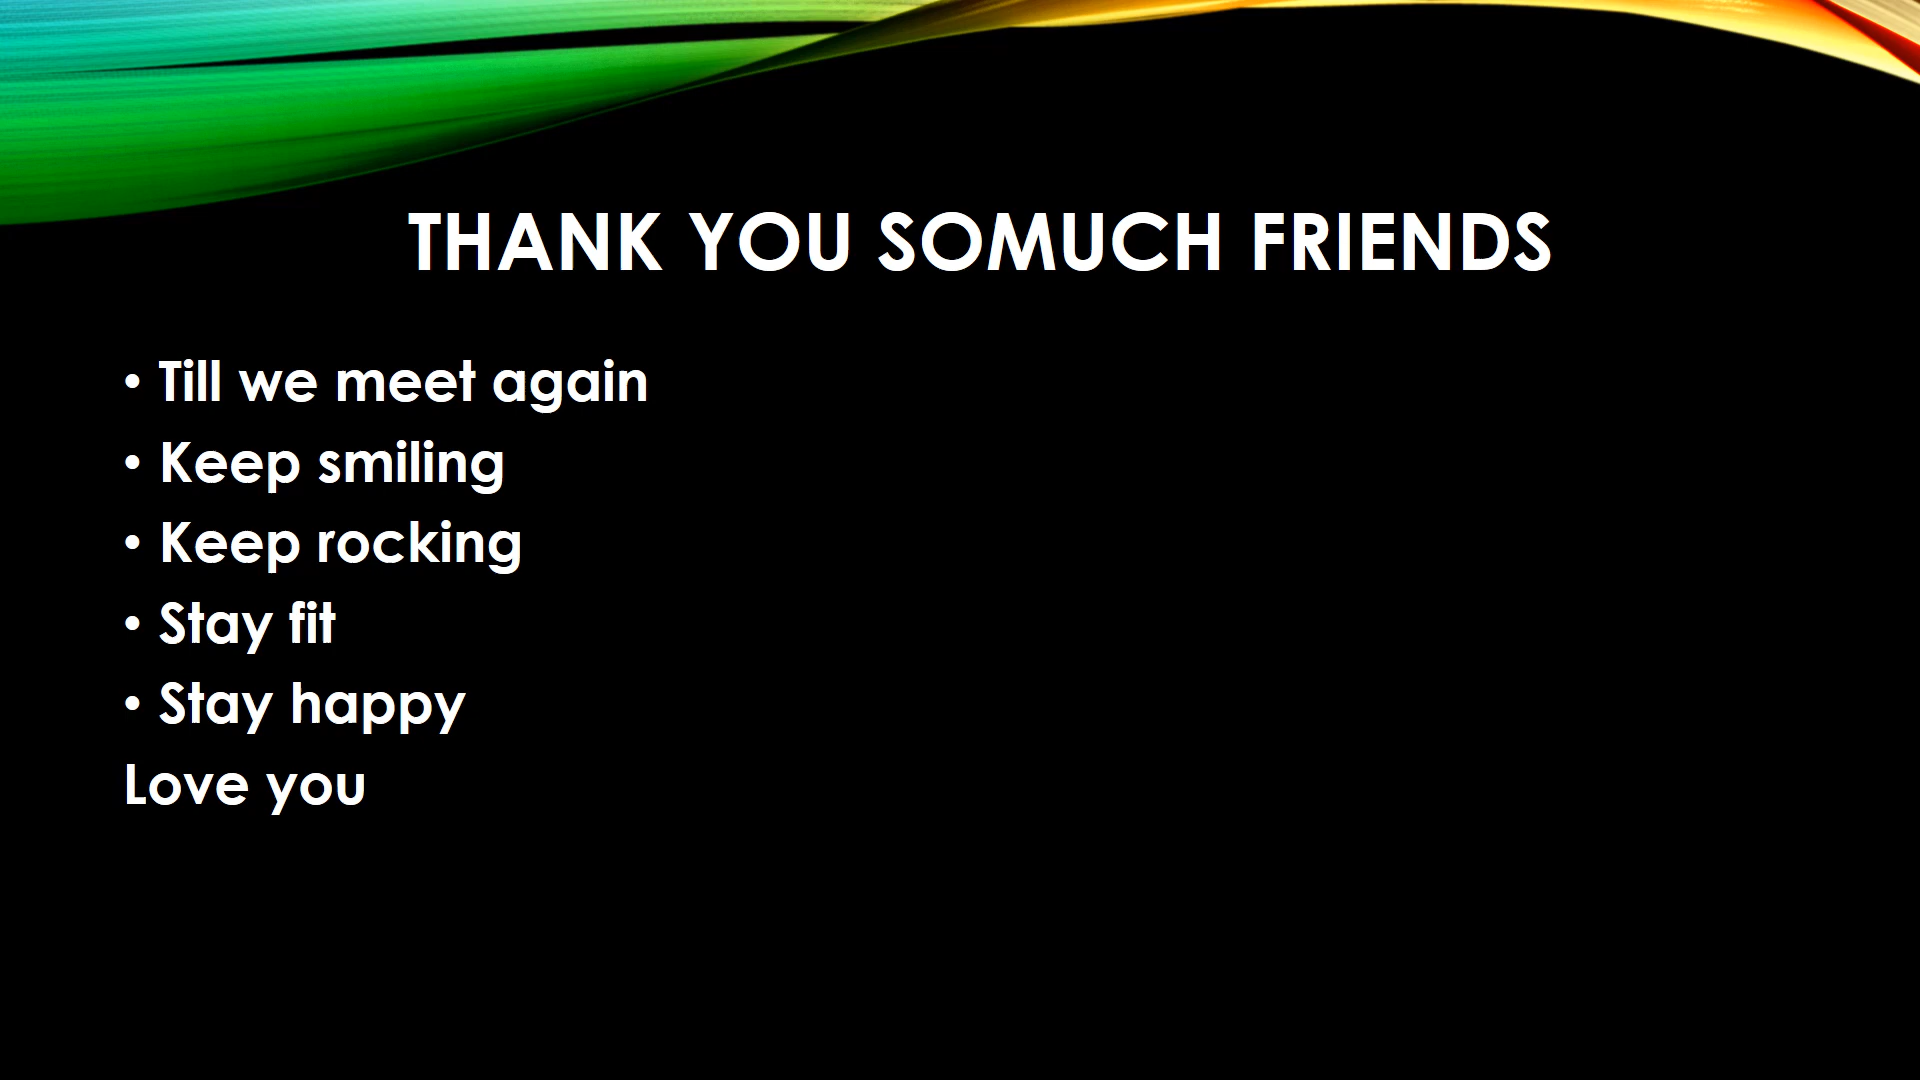 THANK YOU SOMUCH FRIENDS
• Till we meet again
• Keep smiling
• Keep rocking
• Stay fit
• Stay happy
Love you